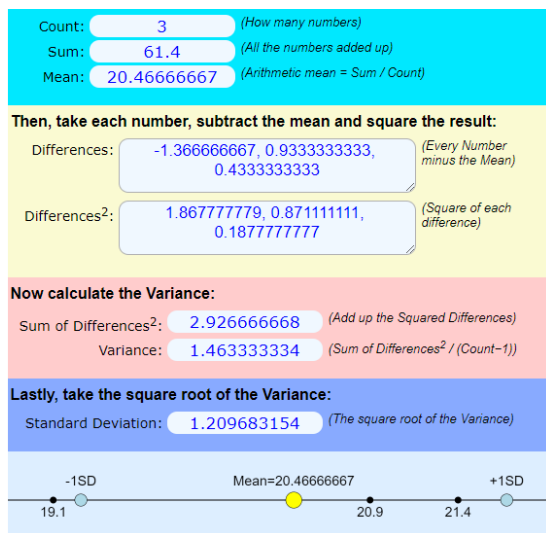 Count: 3 (How many numbers)
Sum: 61.4 (All the numbers added up)
Mean: 20.46666667 (Arithmetic mean = Sum / Count)
Then, take each number, subtract the mean and square the result:
Differences: -1.366666667, 0.9333333333, (Every Number
0.4333333333 minus the Mean)
Differences²: 1.867777779, 0.871111111, (Square of each
0.1877777777 difference)
Now calculate the Variance:
Sum of Differences²: 2.926666668 (Add up the Squared Differences)
Variance: 1.463333334 (Sum of Differences² / (Count−1))
Lastly, take the square root of the Variance:
Standard Deviation: 1.209683154 (The square root of the Variance)
-1SD Mean=20.46666667 +1SD
19.1 20.9 21.4